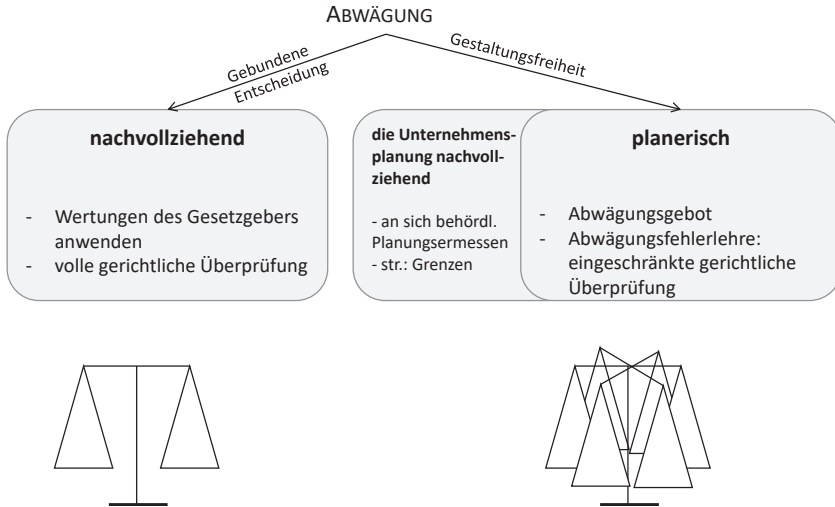 ABWÄGUNG
Gebundene
Entscheidung
Gestaltungsfreiheit
nachvollziehend
- Wertungen des Gesetzgebers
anwenden
- volle gerichtliche Überprüfung
die Unternehmens-
planung nachvoll-
ziehend
- an sich behördl.
Planungsermessen
- str.: Grenzen
planerisch
- Abwägungsgebot
- Abwägungsfehlerlehre:
eingeschränkte gerichtliche
Überprüfung